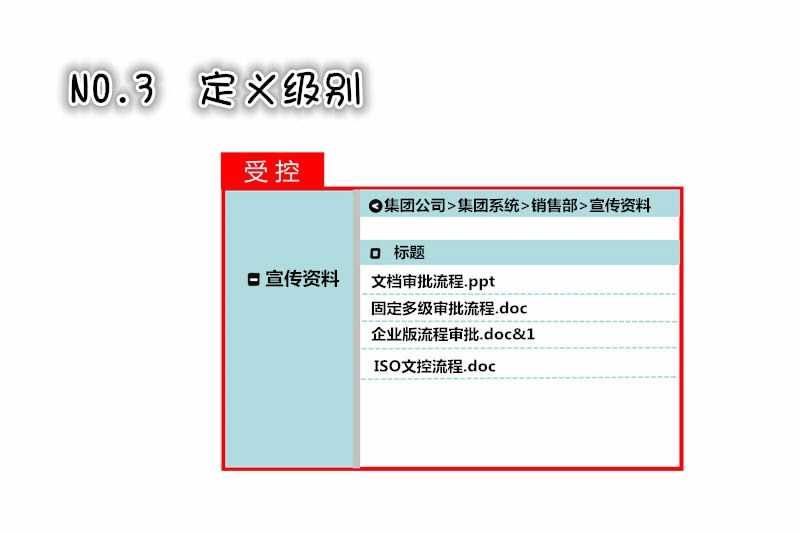 NO.3 定义级别
受控
集团公司>集团系统>销售部>宣传资料
标题
宣传资料
文档审批流程.ppt
固定多级审批流程.doc
企业版流程审批.doc&1
ISO文控流程.doc